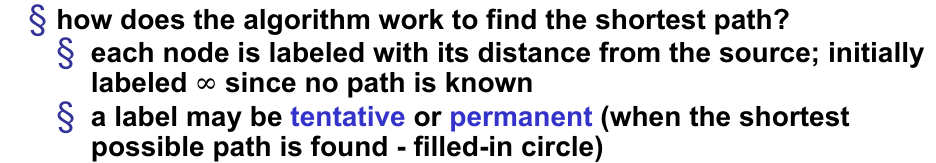 § how does the algorithm work to find the shortest path?
§ each node is labeled with its distance from the source; initially
labeled ∞ since no path is known
§ a label may be tentative or permanent (when the shortest
possible path is found - filled-in circle)